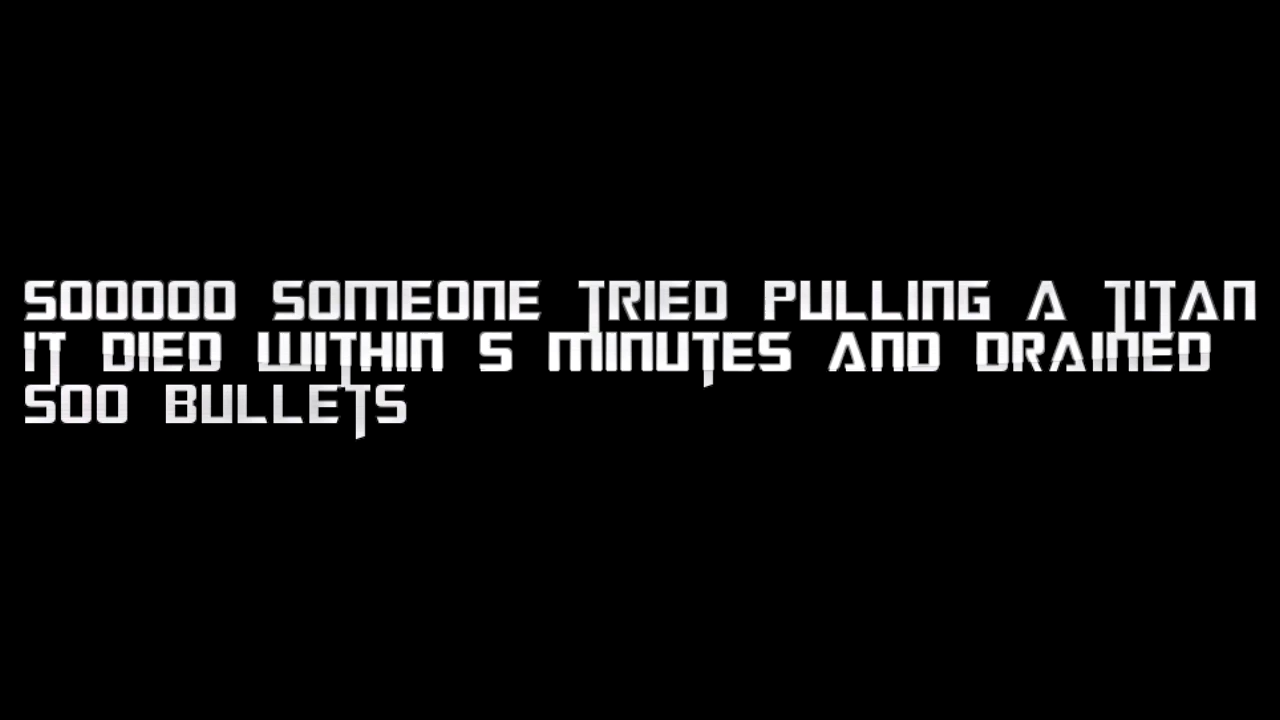 SOOOOO SOMEONE TRIED PULLING A TITAN
IT DIED WITHIN 5 MINUTES AND DRAINED
500 BULLETS